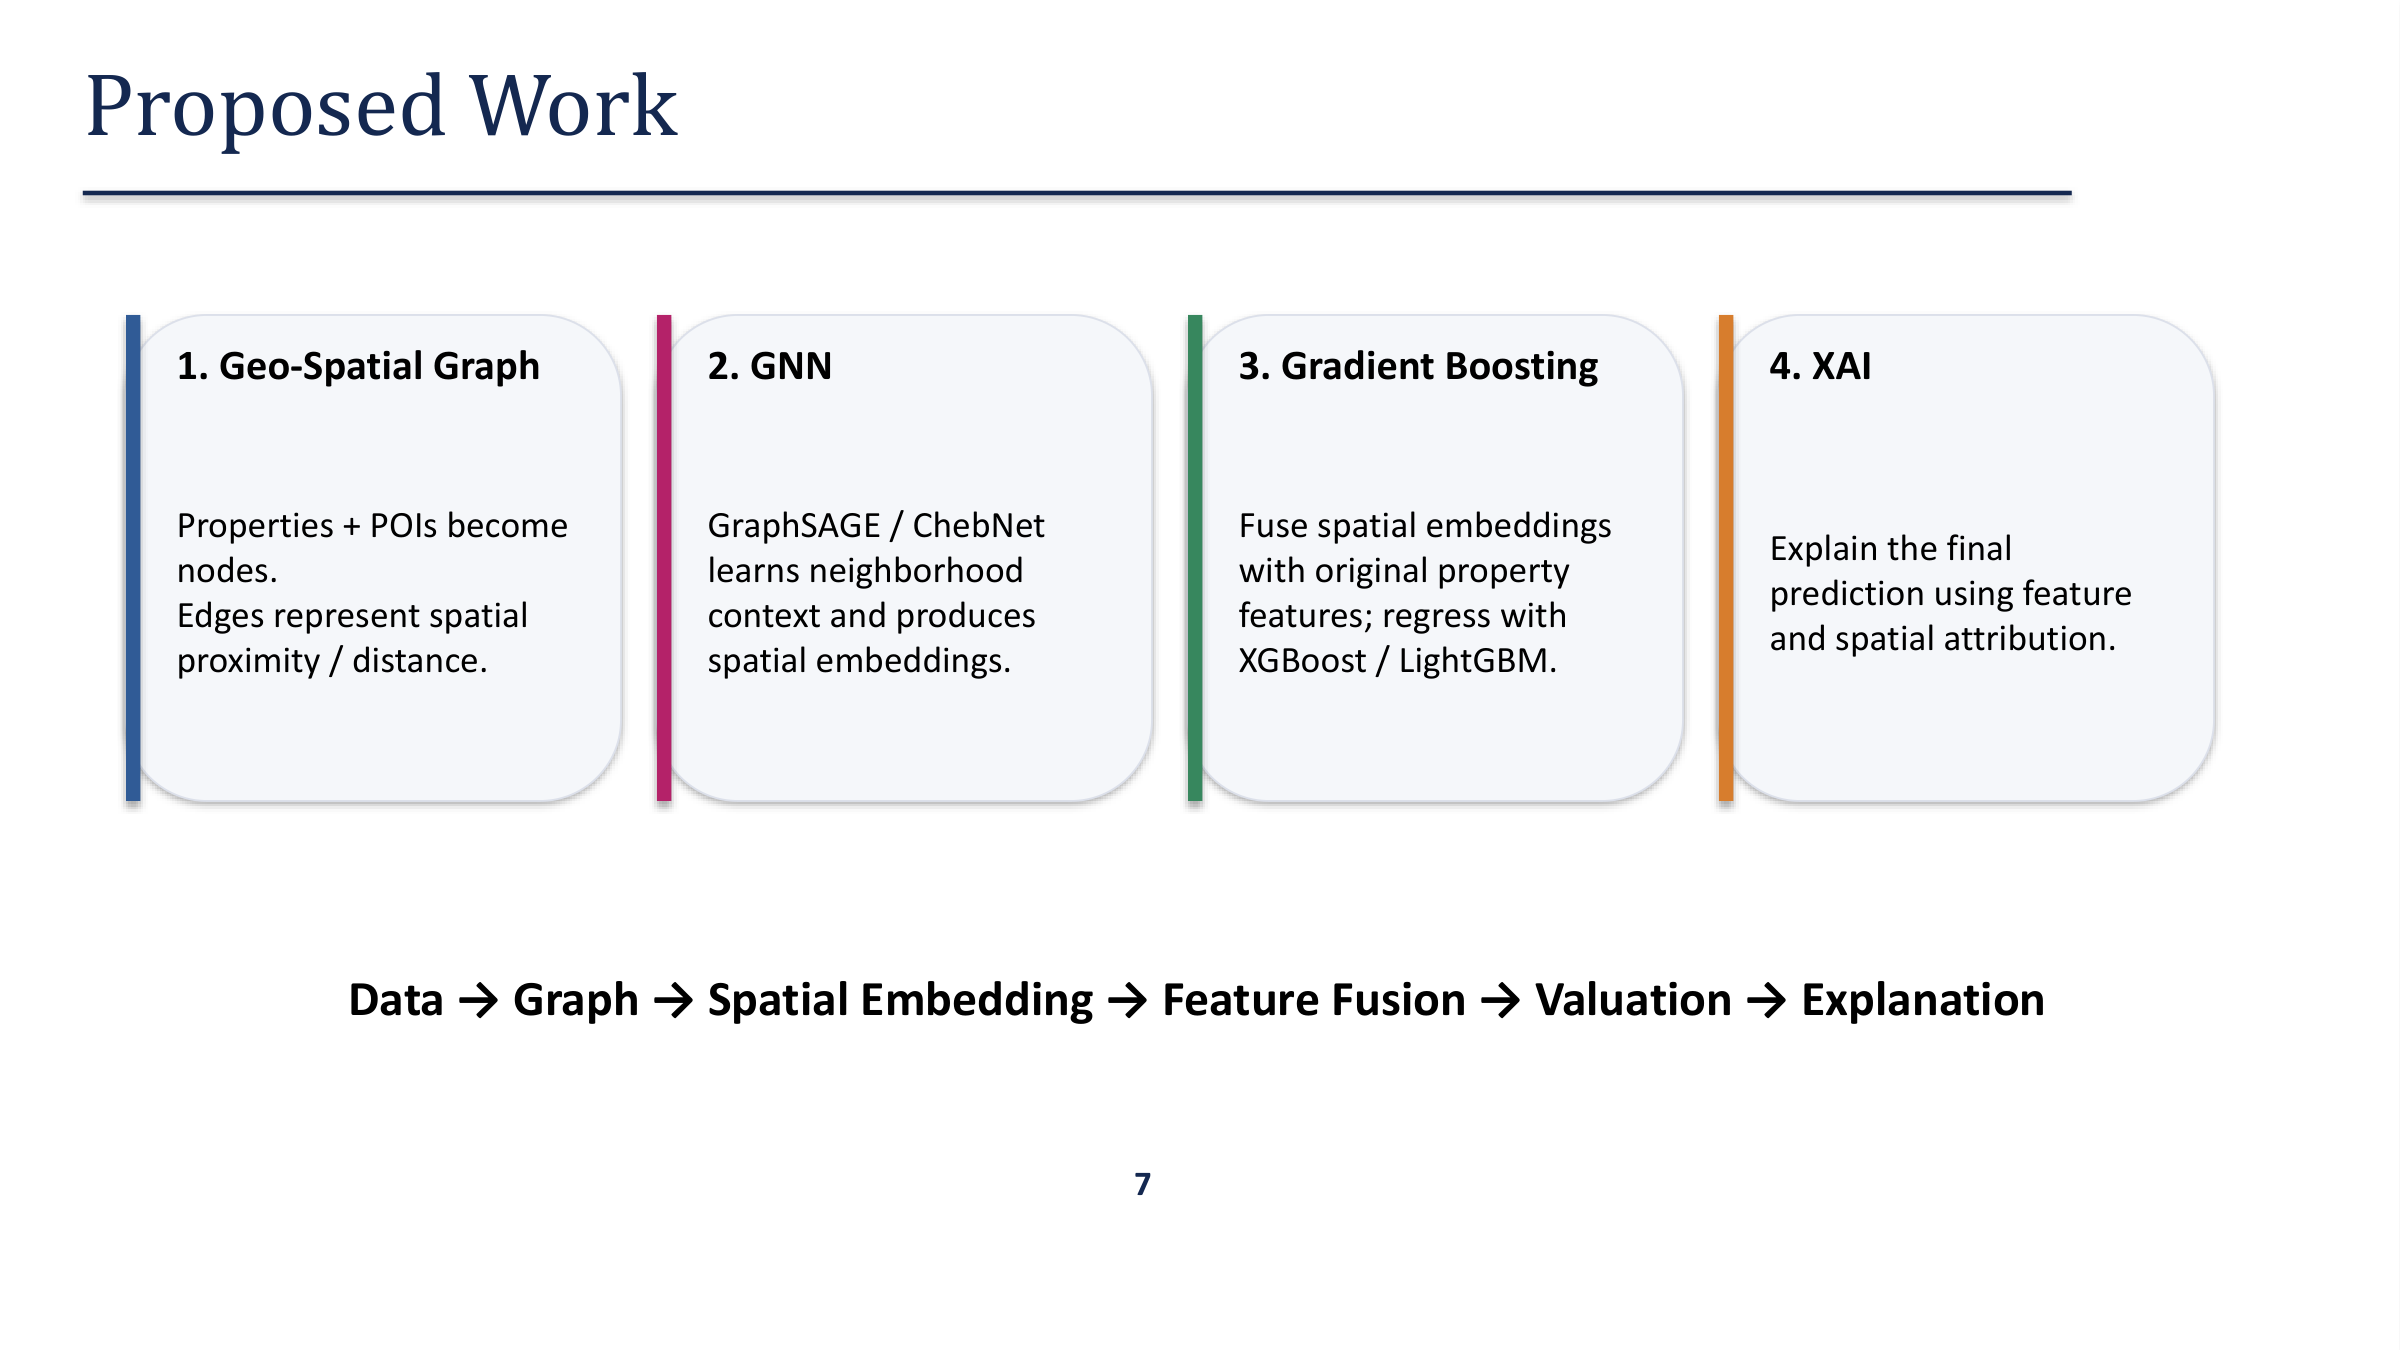 Proposed Work
1. Geo-Spatial Graph
Properties + POIs become
nodes.
Edges represent spatial
proximity / distance.
2. GNN
GraphSAGE / ChebNet
learns neighborhood
context and produces
spatial embeddings.
3. Gradient Boosting
Fuse spatial embeddings
with original property
features; regress with
XGBoost / LightGBM.
4. XAI
Explain the final
prediction using feature
and spatial attribution.
Data → Graph → Spatial Embedding → Feature Fusion → Valuation → Explanation
7